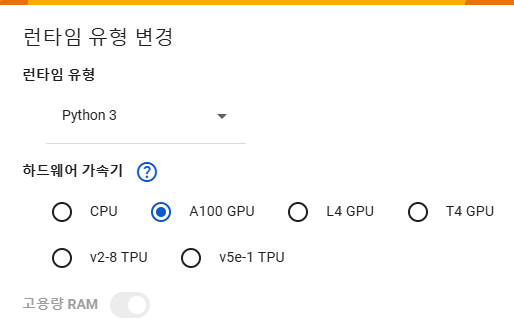 런타임 유형 변경
런타임 유형
Python 3
하드웨어 가속기 ?
CPU A100 GPU L4 GPU T4 GPU
v2-8 TPU v5e-1 TPU
고용량 RAM